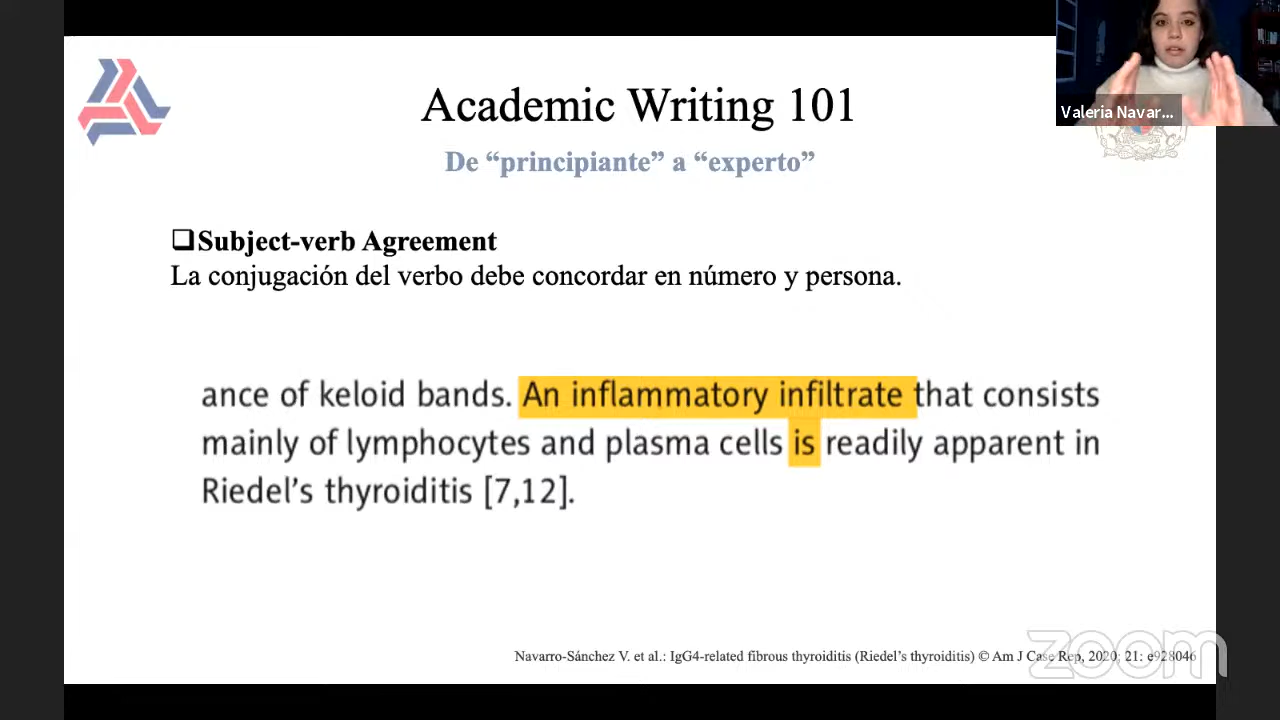 Academic Writing 101
Valeria Navar...
De “principiante” a “experto”
❑Subject-verb Agreement
La conjugación del verbo debe concordar en número y persona.
ance of keloid bands. An inflammatory infiltrate that consists
mainly of lymphocytes and plasma cells is readily apparent in
Riedel’s thyroiditis [7,12].
Navarro-Sánchez V. et al.: IgG4-related fibrous thyroiditis (Riedel’s thyroiditis) © Am J Case Rep, 2020; 21: e928046
zoom